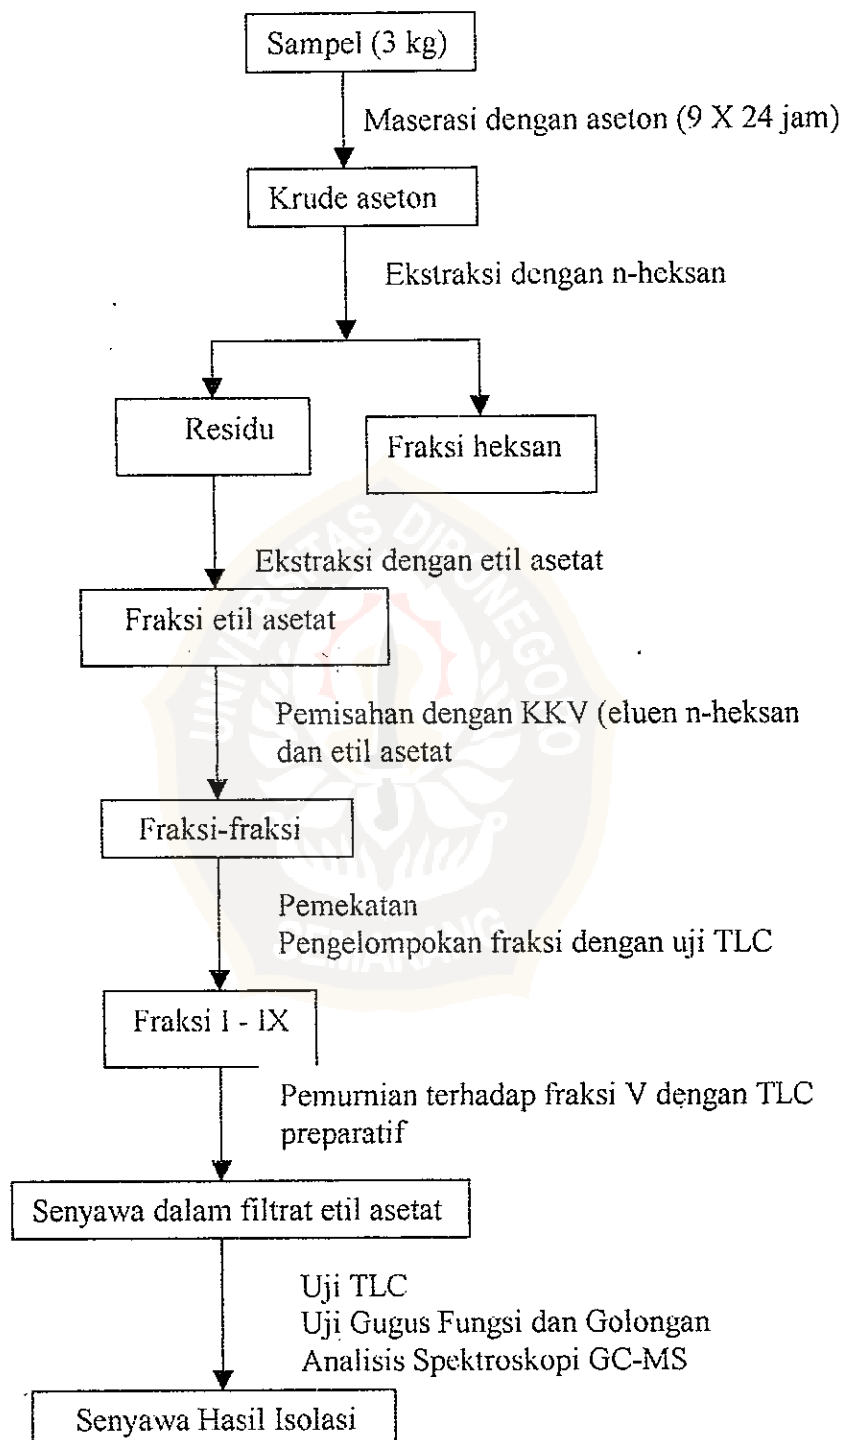 Sampel (3 kg)
Maserasi dengan aseton (9 X 24 jam)
Krude aseton
Ekstraksi dengan n-heksan
Residu
Fraksi heksan
Ekstraksi dengan etil asetat
Fraksi etil asetat
Pemisahan dengan KKV (eluen n-heksan
dan etil asetat
Fraksi-fraksi
Pemekatan
Pengelompokan fraksi dengan uji TLC
Fraksi I - IX
Pemurnian terhadap fraksi V dengan TLC
preparatif
Senyawa dalam filtrat etil asetat
Uji TLC
Uji Gugus Fungsi dan Golongan
Analisis Spektroskopi GC-MS
Senyawa Hasil Isolasi
UNIVERSITAS DIPONEGORO
SEMARANG